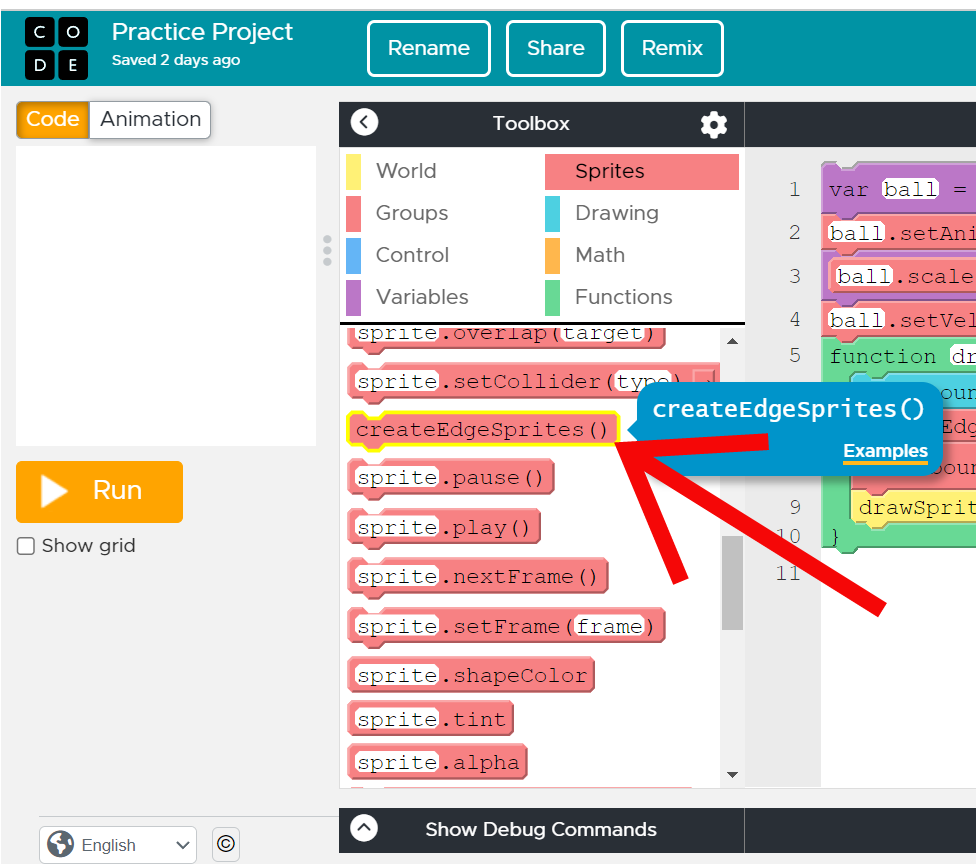 C O
D E
Practice Project
Saved 2 days ago
Rename
Share
Remix
Code
Animation
Toolbox
World
Sprites
Groups
Drawing
Control
Math
Variables
Functions
sprite.overlap(target)
sprite.setCollider(type)
createEdgeSprites()
sprite.pause()
sprite.play()
sprite.nextFrame()
sprite.setFrame(frame)
sprite.shapeColor
sprite.tint
sprite.alpha
createEdgeSprites()
Examples
1 var ball =
2 ball.setAni
3 ball.scale
4 ball.setVel
5 function dr
oun
Edg
oun
9 drawSprit
10 }
11
Run
Show grid
Show Debug Commands
English
©